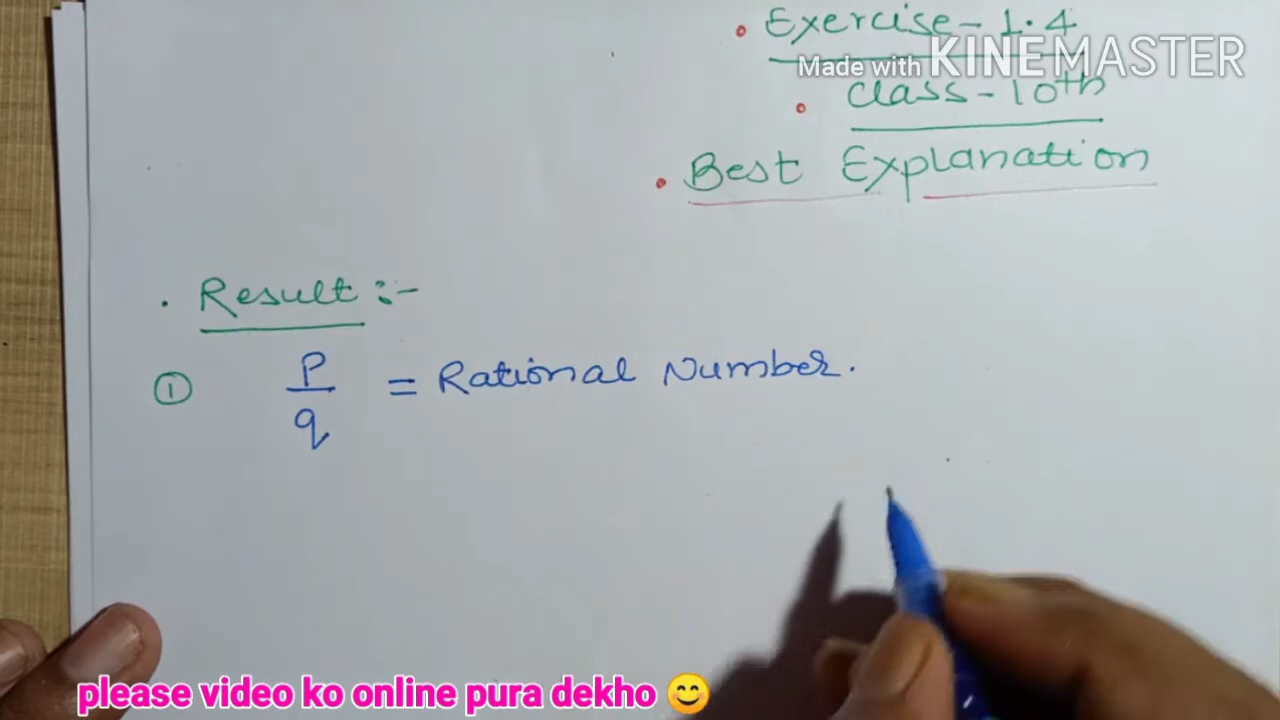 • Exercise - 1.4
Made with KINEMASTER
• Class - 10th
• Best Explanation
• Result :-
① P/q = Rational Number.
please video ko online pura dekho 😊